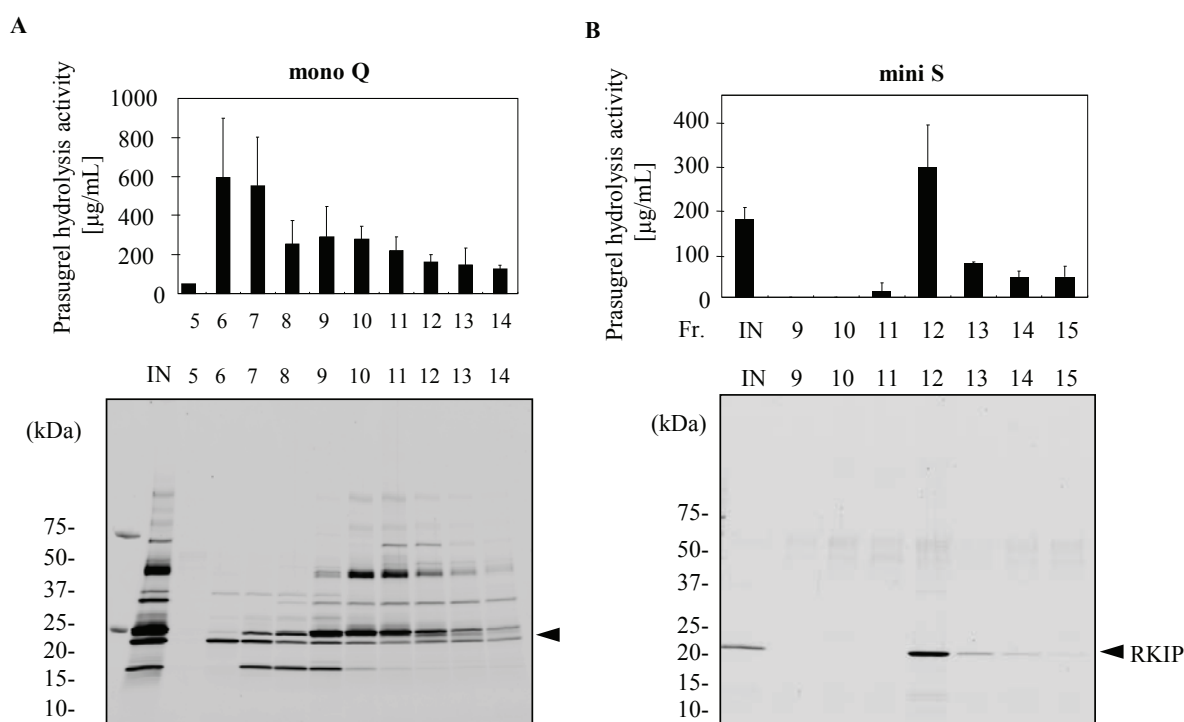 A
mono Q
Prasugrel hydrolysis activity
[µg/mL]
1000
800
600
400
200
0
5 6 7 8 9 10 11 12 13 14
IN 5 6 7 8 9 10 11 12 13 14
(kDa)
75-
50-
37-
25-
20-
15-
10-
B
mini S
Prasugrel hydrolysis activity
[µg/mL]
400
300
200
100
0
Fr. IN 9 10 11 12 13 14 15
IN 9 10 11 12 13 14 15
(kDa)
75-
50-
37-
25-
20-
15-
10-
RKIP